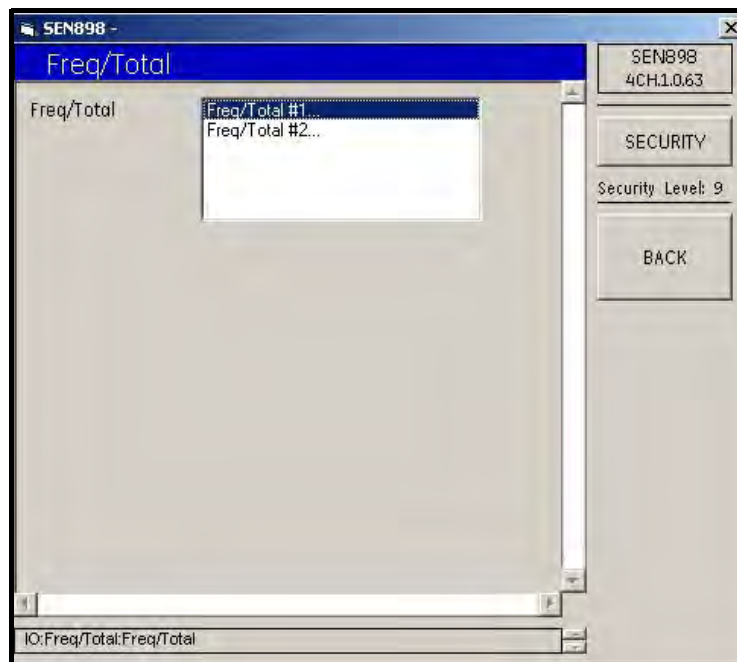 SEN898 -
Freq/Total
SEN898
4CH.1.0.63
Freq/Total
Freq/Total #1...
Freq/Total #2...
SECURITY
Security Level: 9
BACK
IO:Freq/Total:Freq/Total